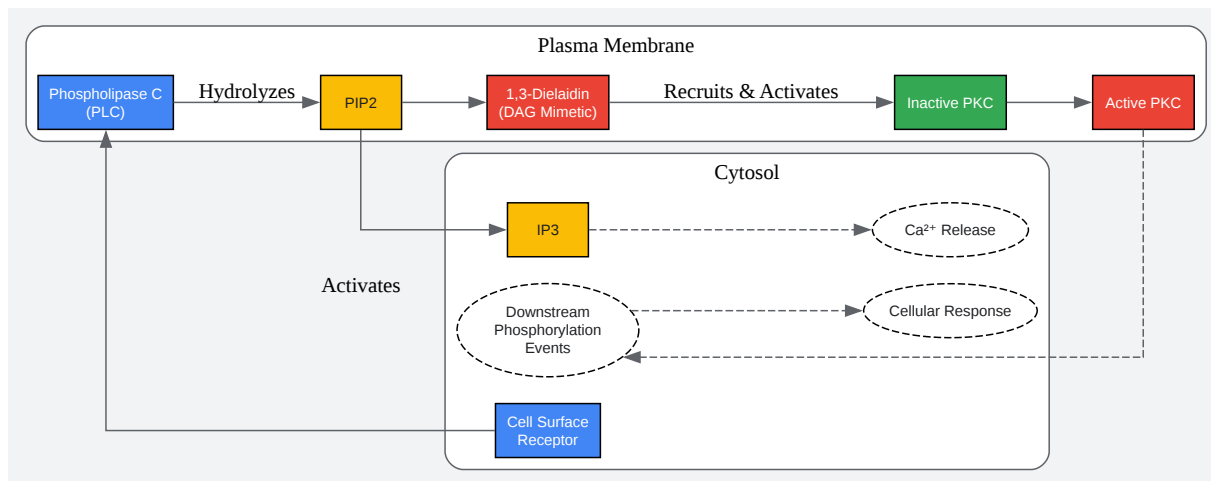 Plasma Membrane
Phospholipase C
(PLC)
Hydrolyzes
PIP2
1,3-Dielaidin
(DAG Mimetic)
Recruits & Activates
Inactive PKC
Active PKC
Cytosol
IP3
Ca²⁺ Release
Activates
Downstream
Phosphorylation
Events
Cellular Response
Cell Surface
Receptor